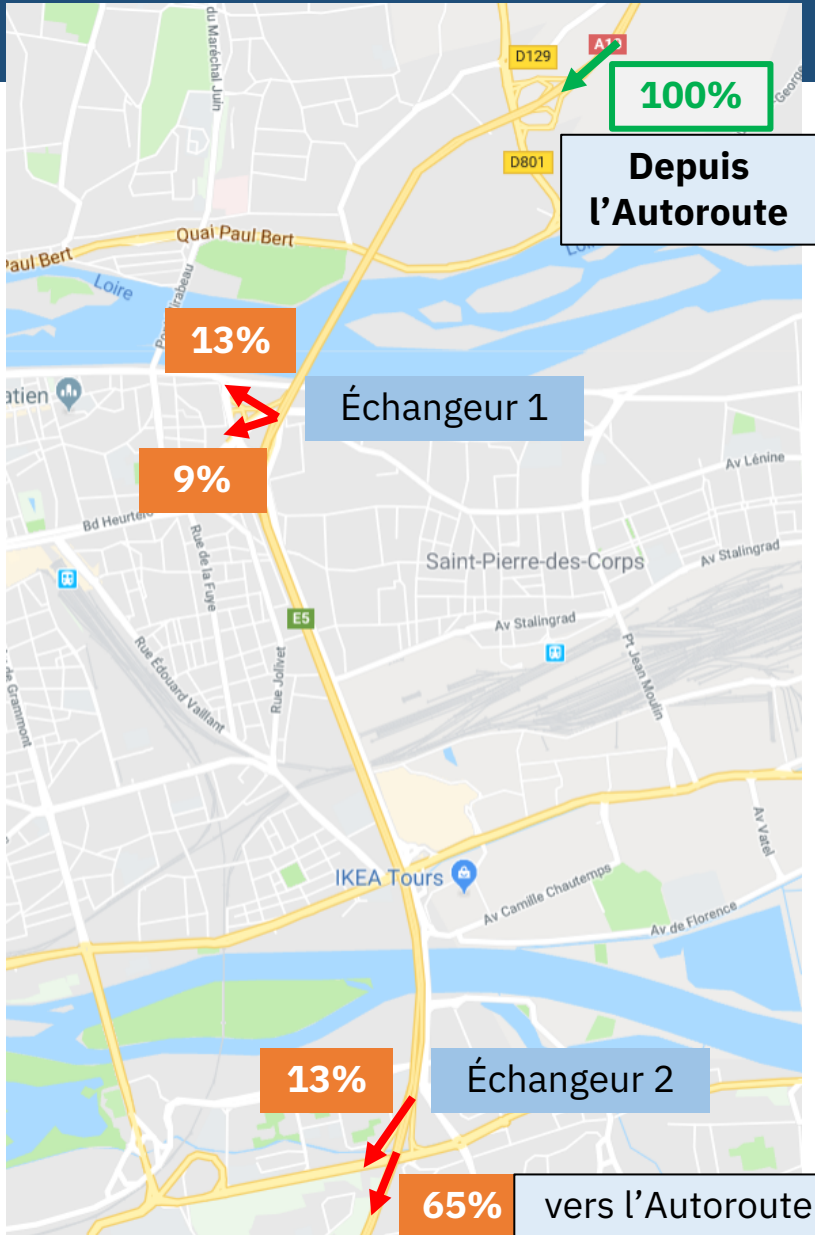 du Maréchal Juin
D129
A10
100%
Depuis
l’Autoroute
D801
Quai Paul Bert
Paul Bert
Loire
13%
atien
Échangeur 1
9%
Av Lénine
Bd Heurtelo
Rue de la Fuye
Saint-Pierre-des-Corps
Av Stalingrad
E5
Av Stalingrad
Rue Édouard Vaillant
Rue Jolivet
Pt Jean Moulin
de Grammont
Av Vatel
IKEA Tours
Av Camille Chautemps
Av de Florence
13%
Échangeur 2
65%
vers l’Autoroute